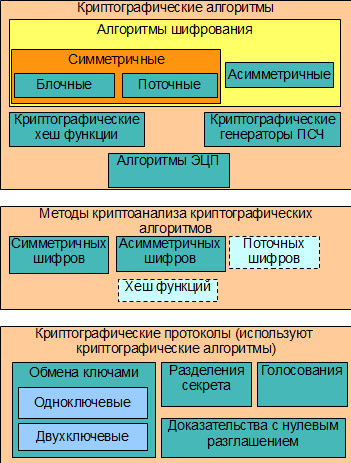 Криптографические алгоритмы
Алгоритмы шифрования
Симметричные
Блочные
Поточные
Асимметричные
Криптографические
хеш функции
Криптографические
генераторы ПСЧ
Алгоритмы ЭЦП
Методы криптоанализа криптографических
алгоритмов
Симметричных
шифров
Асимметричных
шифров
Поточных
шифров
Хеш функций
Криптографические протоколы (используют
криптографические алгоритмы)
Обмена ключами
Одноключевые
Двухключевые
Разделения
секрета
Голосования
Доказательства с нулевым
разглашением